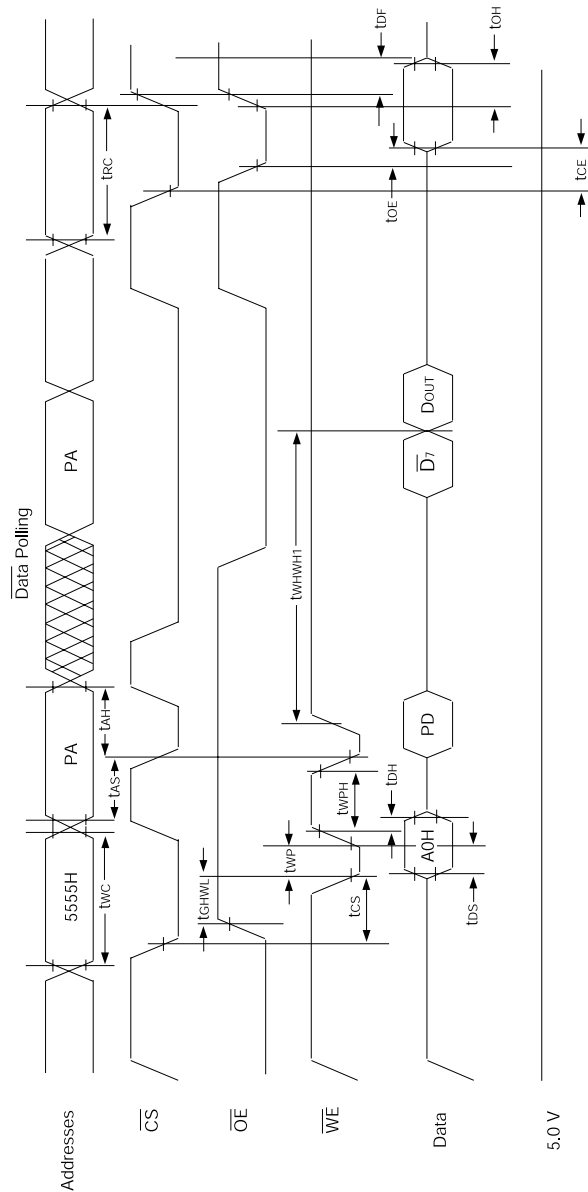 Data Polling
Addresses
5555H
PA
PA
tWC
tAS
tAH
tRC
CS
OE
tGHWL
WE
tWP
tCS
tWPH
tDH
tWHWH1
Data
A0H
PD
D7
DOUT
tDS
tOE
tDF
tOH
tCE
5.0 V